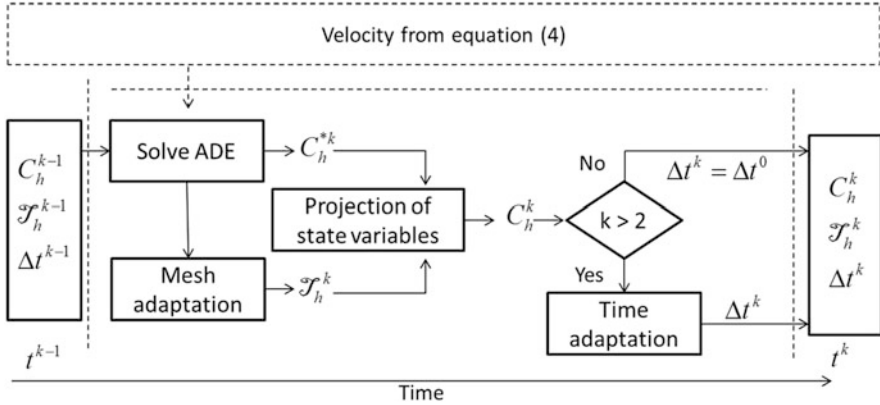 Velocity from equation (4)
C_h^{k-1}
𝒯_h^{k-1}
Δt^{k-1}
t^{k-1}
Solve ADE
C_h^{*k}
Mesh
adaptation
𝒯_h^k
Projection of
state variables
C_h^k
k > 2
No
Δt^k = Δt^0
Yes
Time
adaptation
Δt^k
C_h^k
𝒯_h^k
Δt^k
t^k
Time